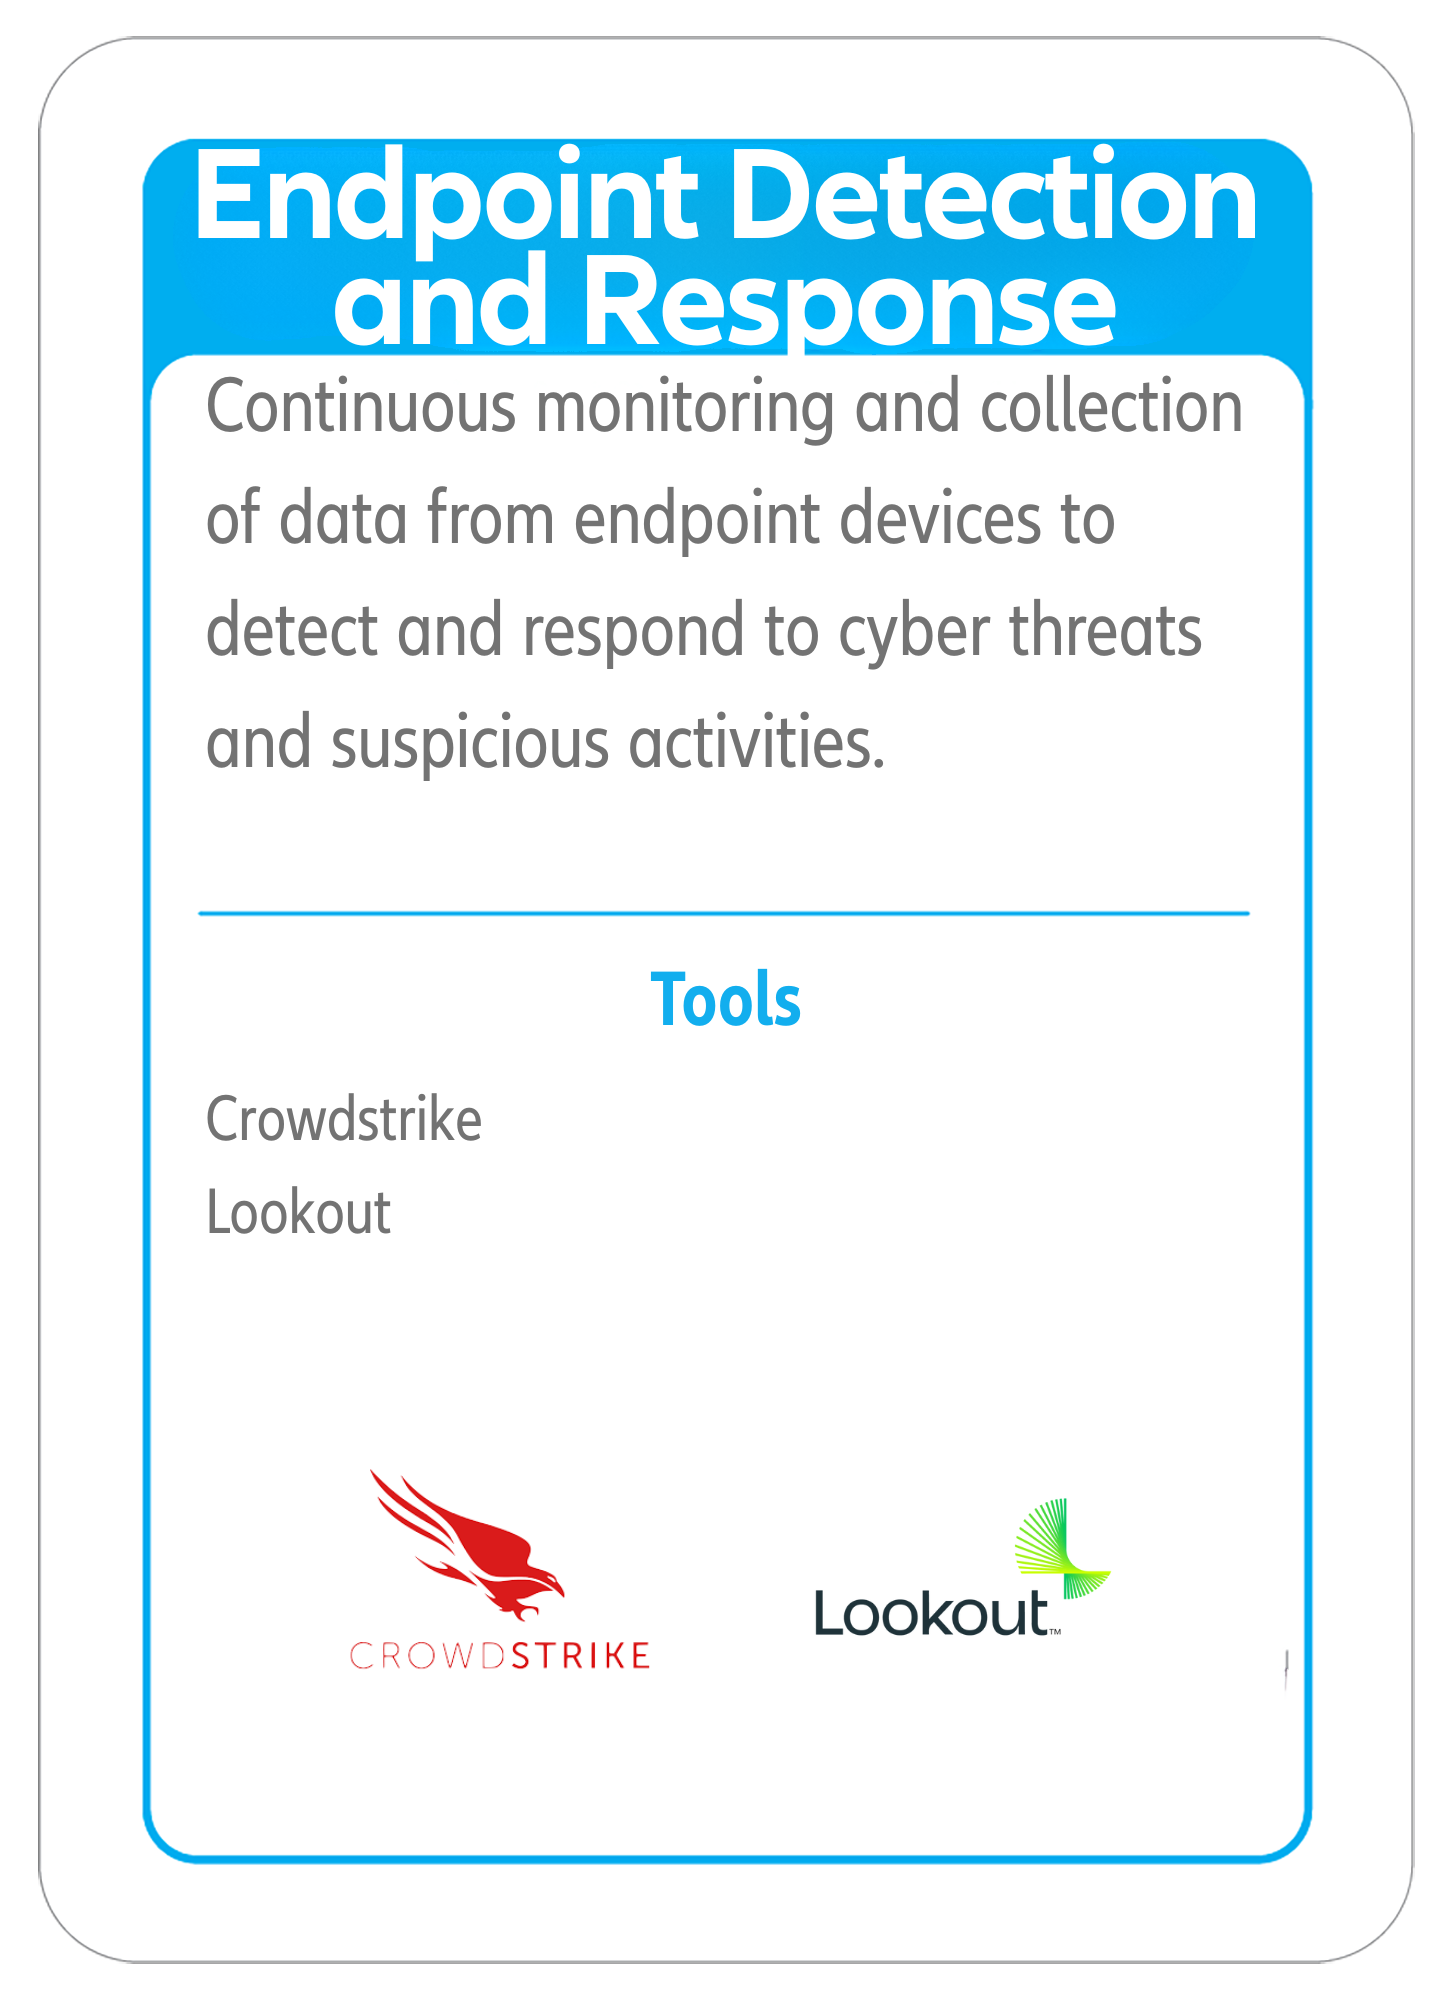 Endpoint Detection
and Response
Continuous monitoring and collection
of data from endpoint devices to
detect and respond to cyber threats
and suspicious activities.
Tools
Crowdstrike
Lookout
CROWDSTRIKE
Lookout™